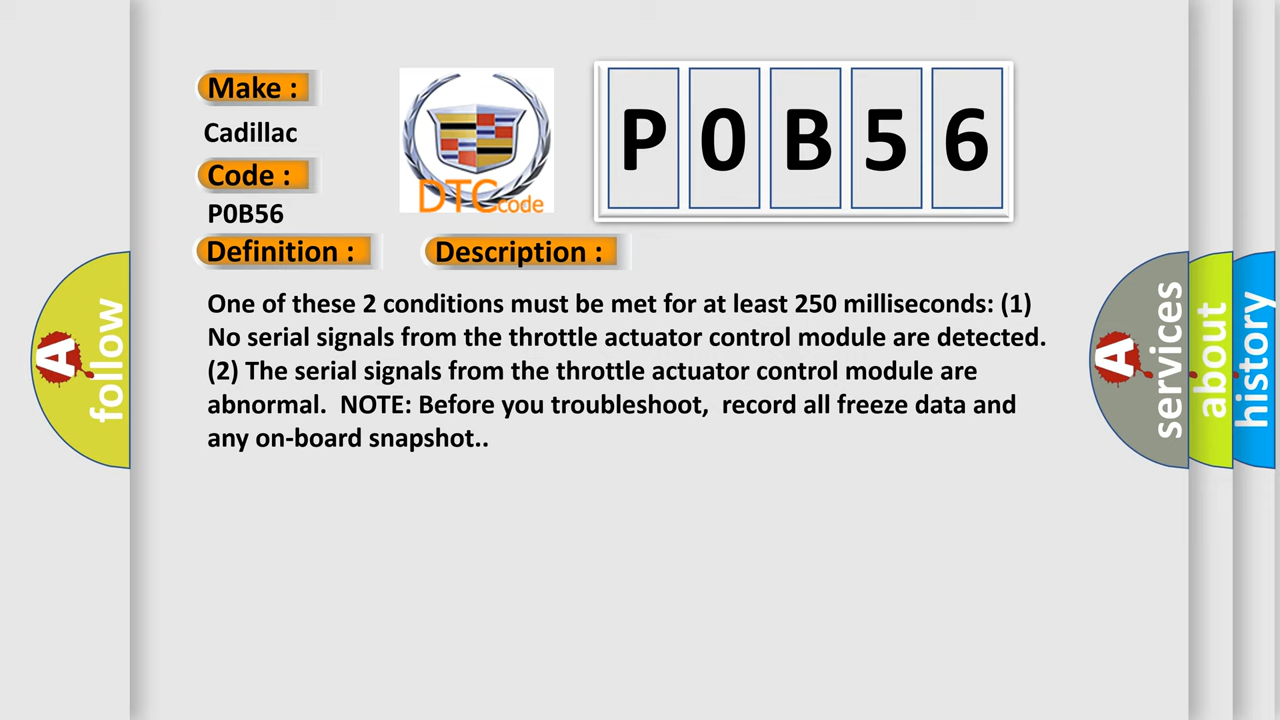 Make :
Cadillac
Code :
P0B56
DTC code
P0B56
Definition :
Description :
One of these 2 conditions must be met for at least 250 milliseconds: (1)
No serial signals from the throttle actuator control module are detected.
(2) The serial signals from the throttle actuator control module are
abnormal  NOTE: Before you troubleshoot,  record all freeze data and
any on-board snapshot..
A follow
A services
about
history